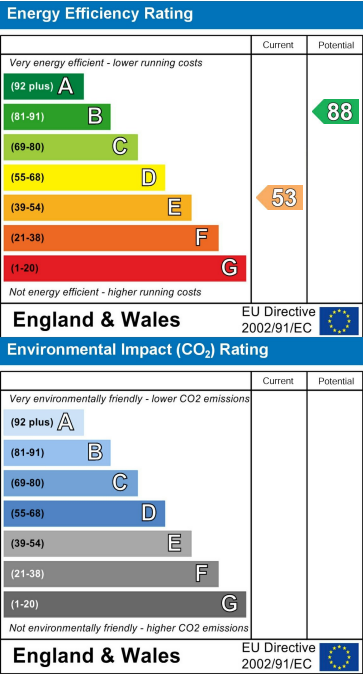 Energy Efficiency Rating
Current Potential
Very energy efficient - lower running costs
(92 plus) A
(81-91) B
88
(69-80) C
(55-68) D
(39-54) E
53
(21-38) F
(1-20) G
Not energy efficient - higher running costs
England & Wales
EU Directive
2002/91/EC
Environmental Impact (CO₂) Rating
Current Potential
Very environmentally friendly - lower CO2 emissions
(92 plus) A
(81-91) B
(69-80) C
(55-68) D
(39-54) E
(21-38) F
(1-20) G
Not environmentally friendly - higher CO2 emissions
England & Wales
EU Directive
2002/91/EC